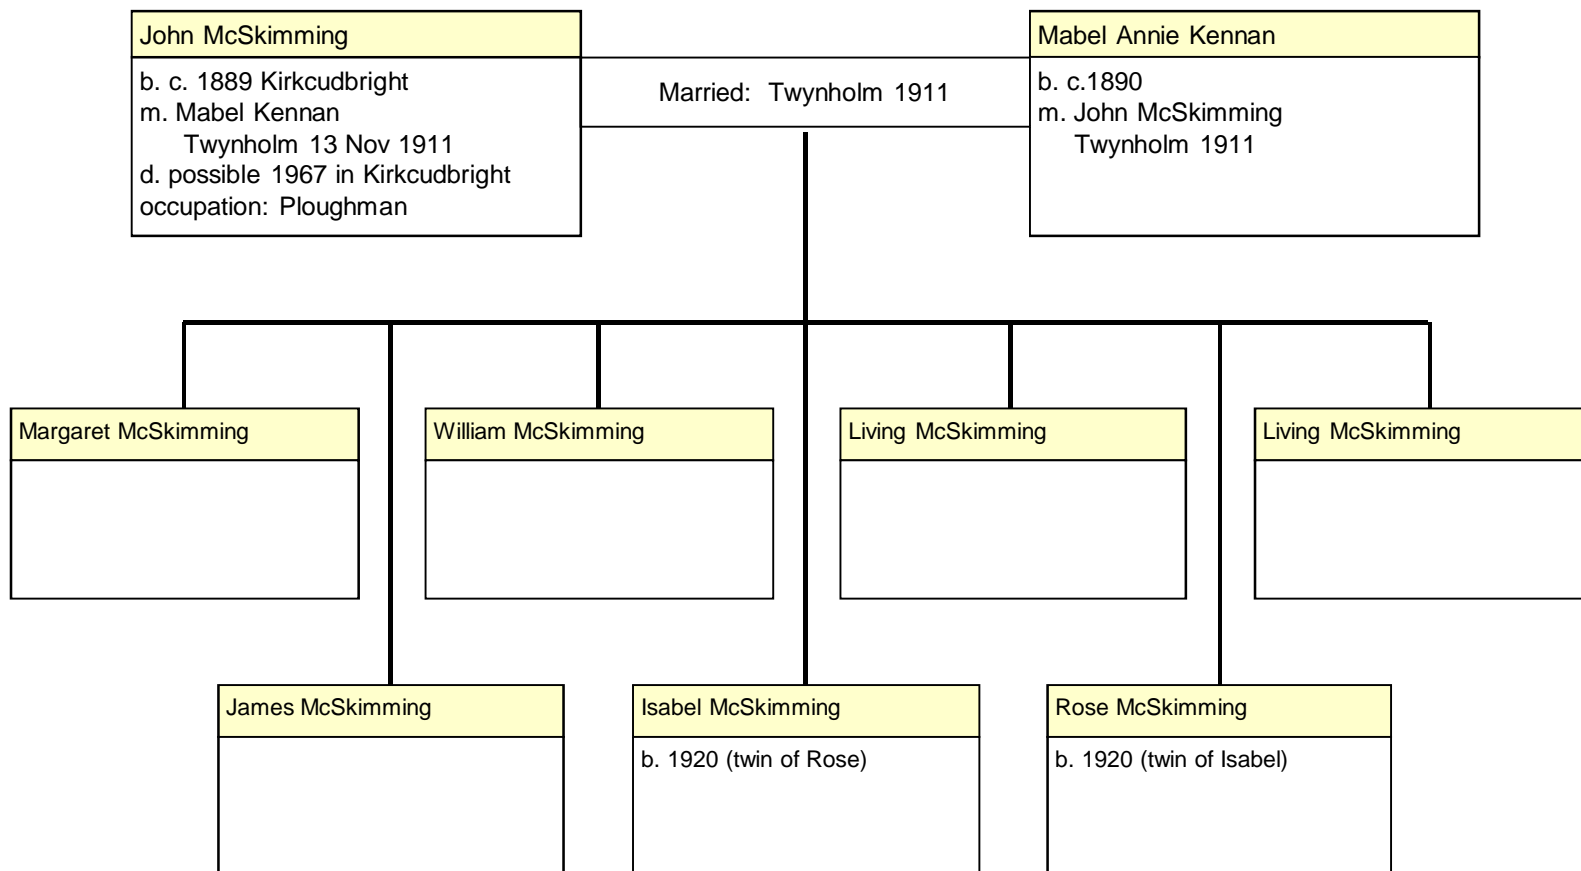 John McSkimming
b. c. 1889 Kirkcudbright
m. Mabel Kennan
Twynholm 13 Nov 1911
d. possible 1967 in Kirkcudbright
occupation: Ploughman
Married: Twynholm 1911
Mabel Annie Kennan
b. c.1890
m. John McSkimming
Twynholm 1911
Margaret McSkimming
William McSkimming
Living McSkimming
Living McSkimming
James McSkimming
Isabel McSkimming
b. 1920 (twin of Rose)
Rose McSkimming
b. 1920 (twin of Isabel)